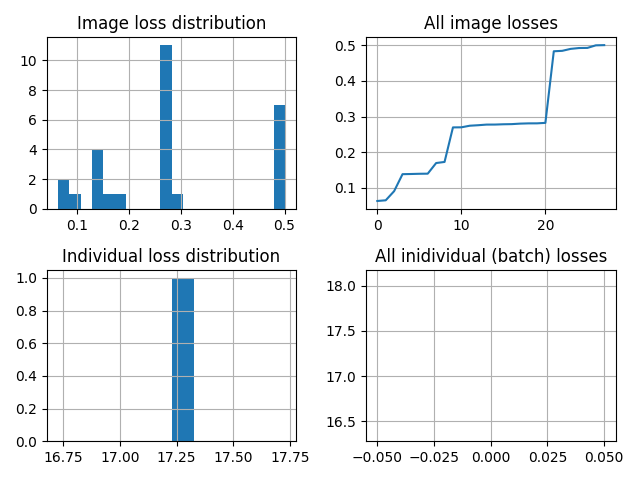 Image loss distribution
10
8
6
4
2
0
0.1 0.2 0.3 0.4 0.5
All image losses
0.5
0.4
0.3
0.2
0.1
0 10 20
Individual loss distribution
1.0
0.8
0.6
0.4
0.2
0.0
16.75 17.00 17.25 17.50 17.75
All inidividual (batch) losses
18.0
17.5
17.0
16.5
−0.050 −0.025 0.000 0.025 0.050